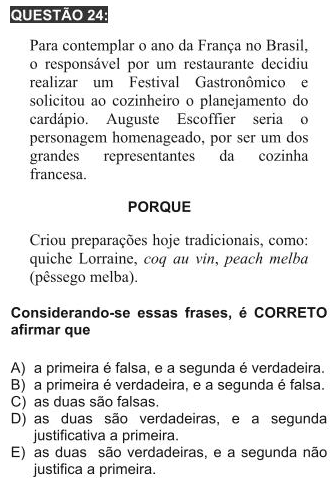 QUESTÃO 24:
Para contemplar o ano da França no Brasil,
o responsável por um restaurante decidiu
realizar um Festival Gastronômico e
solicitou ao cozinheiro o planejamento do
cardápio. Auguste Escoffier seria o
personagem homenageado, por ser um dos
grandes representantes da cozinha
francesa.
PORQUE
Criou preparações hoje tradicionais, como:
quiche Lorraine, coq au vin, peach melba
(pêssego melba).
Considerando-se essas frases, é CORRETO
afirmar que
A) a primeira é falsa, e a segunda é verdadeira.
B) a primeira é verdadeira, e a segunda é falsa.
C) as duas são falsas.
D) as duas são verdadeiras, e a segunda
justificativa a primeira.
E) as duas são verdadeiras, e a segunda não
justifica a primeira.